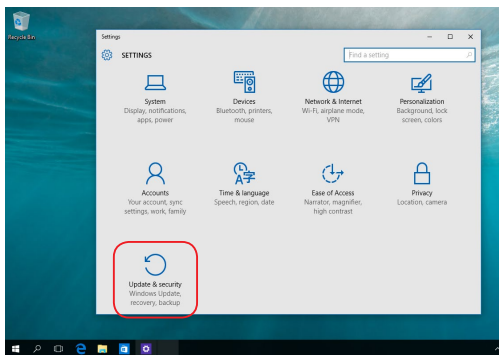 Recycle Bin
Settings
SETTINGS
Find a setting
System
Display, notifications,
apps, power
Devices
Bluetooth, printers,
mouse
Network & Internet
Wi-Fi, airplane mode,
VPN
Personalization
Background, lock
screen, colors
Accounts
Your account, sync
settings, work, family
Time & language
Speech, region, date
Ease of Access
Narrator, magnifier,
high contrast
Privacy
Location, camera
Update & security
Windows Update,
recovery, backup